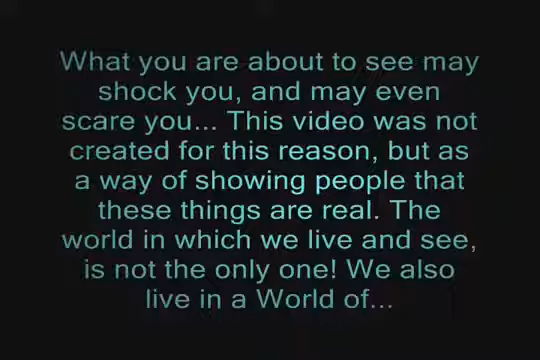 What you are about to see may
shock you, and may even
scare you... This video was not
created for this reason, but as
a way of showing people that
these things are real. The
world in which we live and see,
is not the only one! We also
live in a World of...